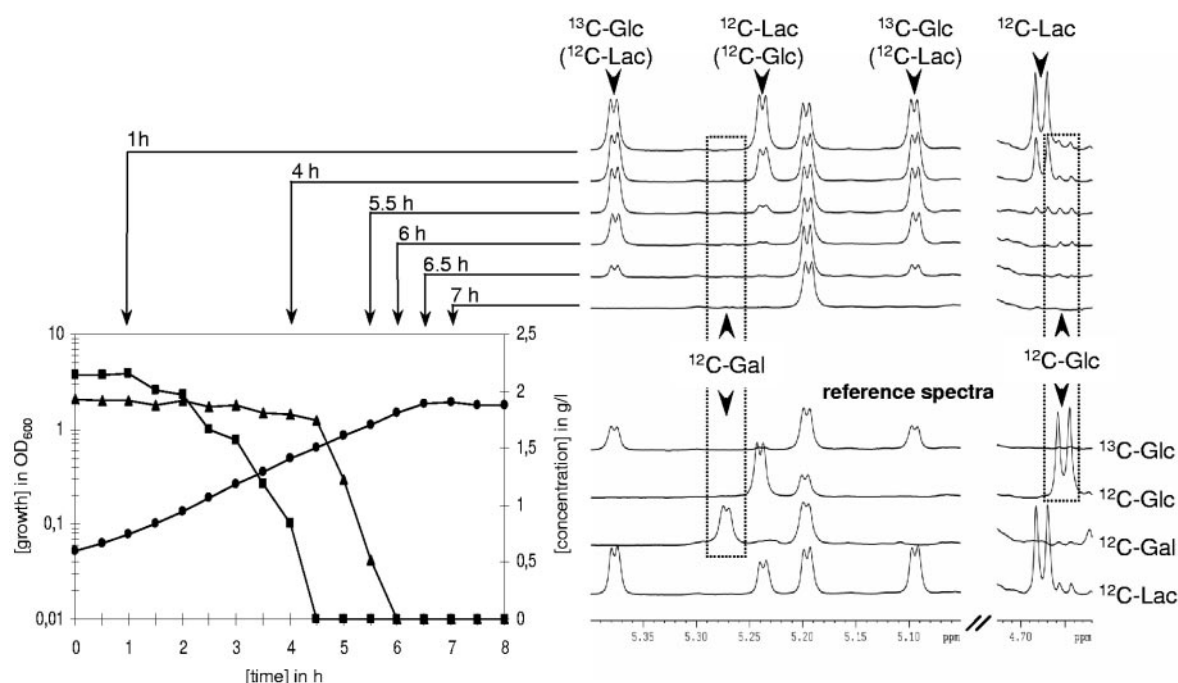 ¹³C-Glc ¹²C-Lac ¹³C-Glc ¹²C-Lac
(¹²C-Lac) (¹²C-Glc) (¹²C-Lac)
1h
4 h
5.5 h
6 h
6.5 h
7 h
10 2,5
1 2
0,1 1,5
0,01 1
0,5
0
[growth] in OD₆₀₀
[concentration] in g/l
0 1 2 3 4 5 6 7 8
[time] in h
¹²C-Gal ¹²C-Glc
reference spectra
¹³C-Glc
¹²C-Glc
¹²C-Gal
¹²C-Lac
5.35 5.25 5.20 5.15 5.10 ppm 4.70 ppm